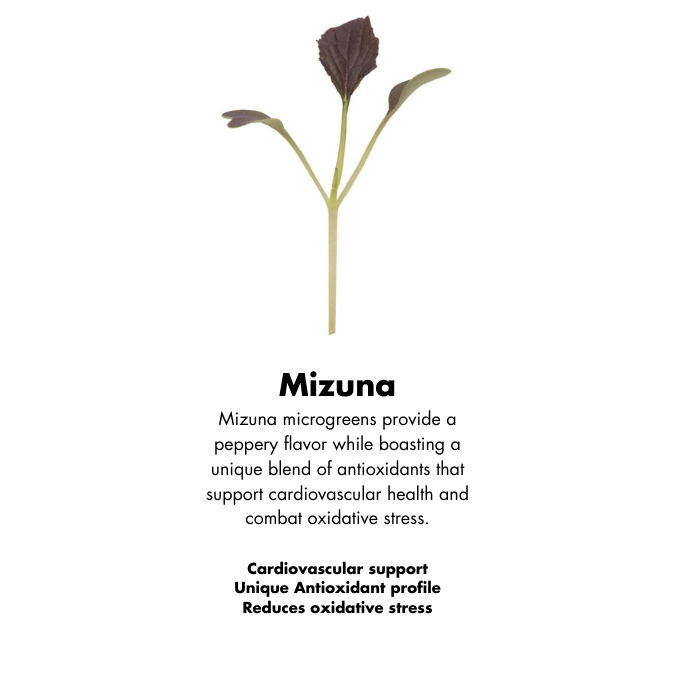 Mizuna
Mizuna microgreens provide a
peppery flavor while boasting a
unique blend of antioxidants that
support cardiovascular health and
combat oxidative stress.
Cardiovascular support
Unique Antioxidant profile
Reduces oxidative stress